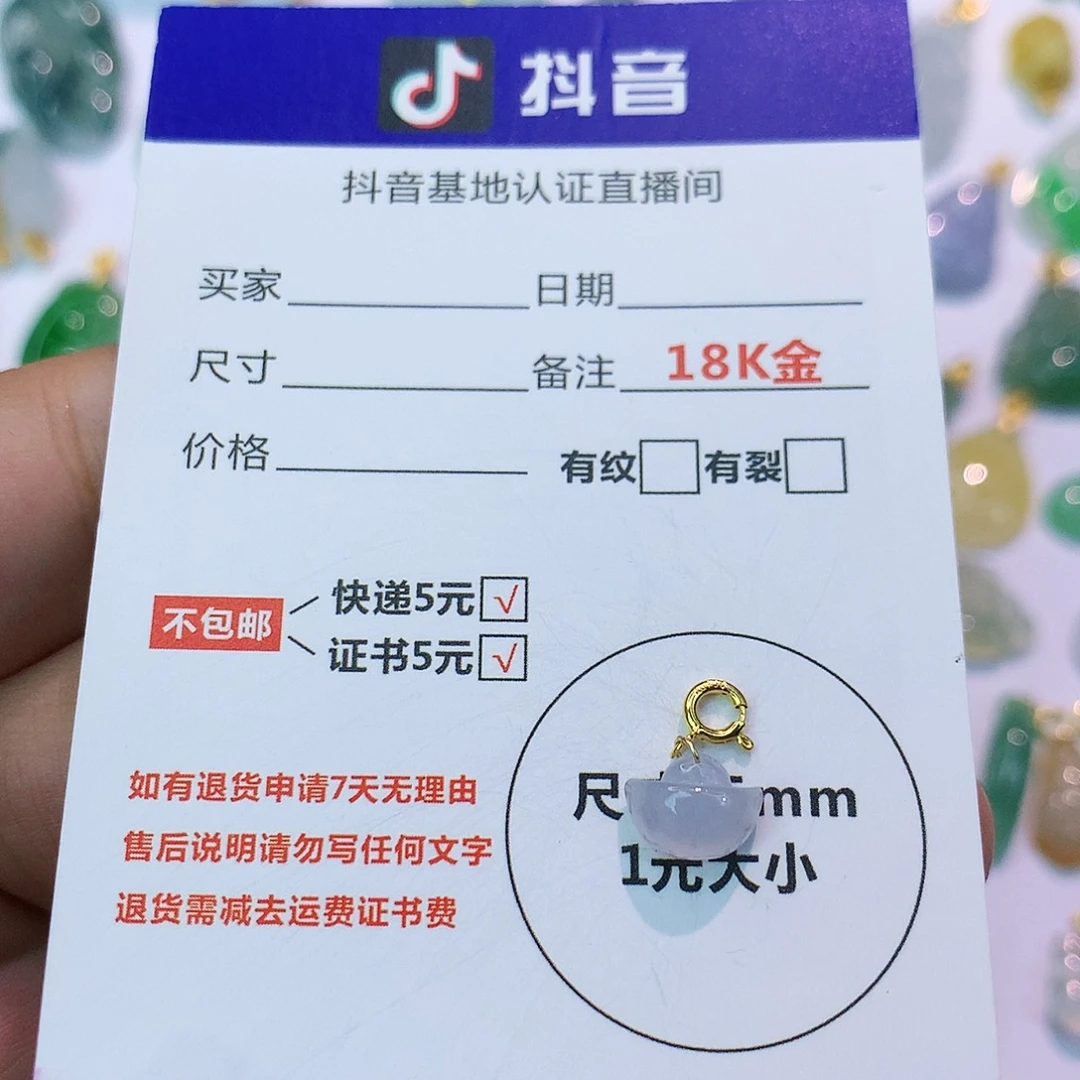 抖音
抖音基地认证直播间
买家 日期
尺寸 备注 18K金
价格 有纹 有裂
不包邮
快递5元 √
证书5元 √
如有退货申请7天无理由
售后说明请勿写任何文字
退货需减去运费证书费
尺 mm
1元大小